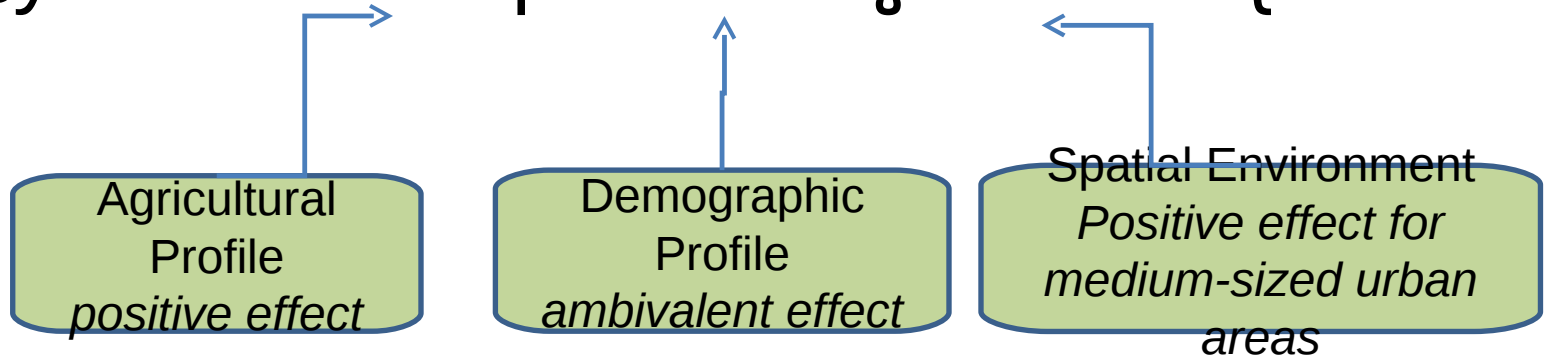 Agricultural
Profile
positive effect
Demographic
Profile
ambivalent effect
Spatial Environment
Positive effect for
medium-sized urban
areas